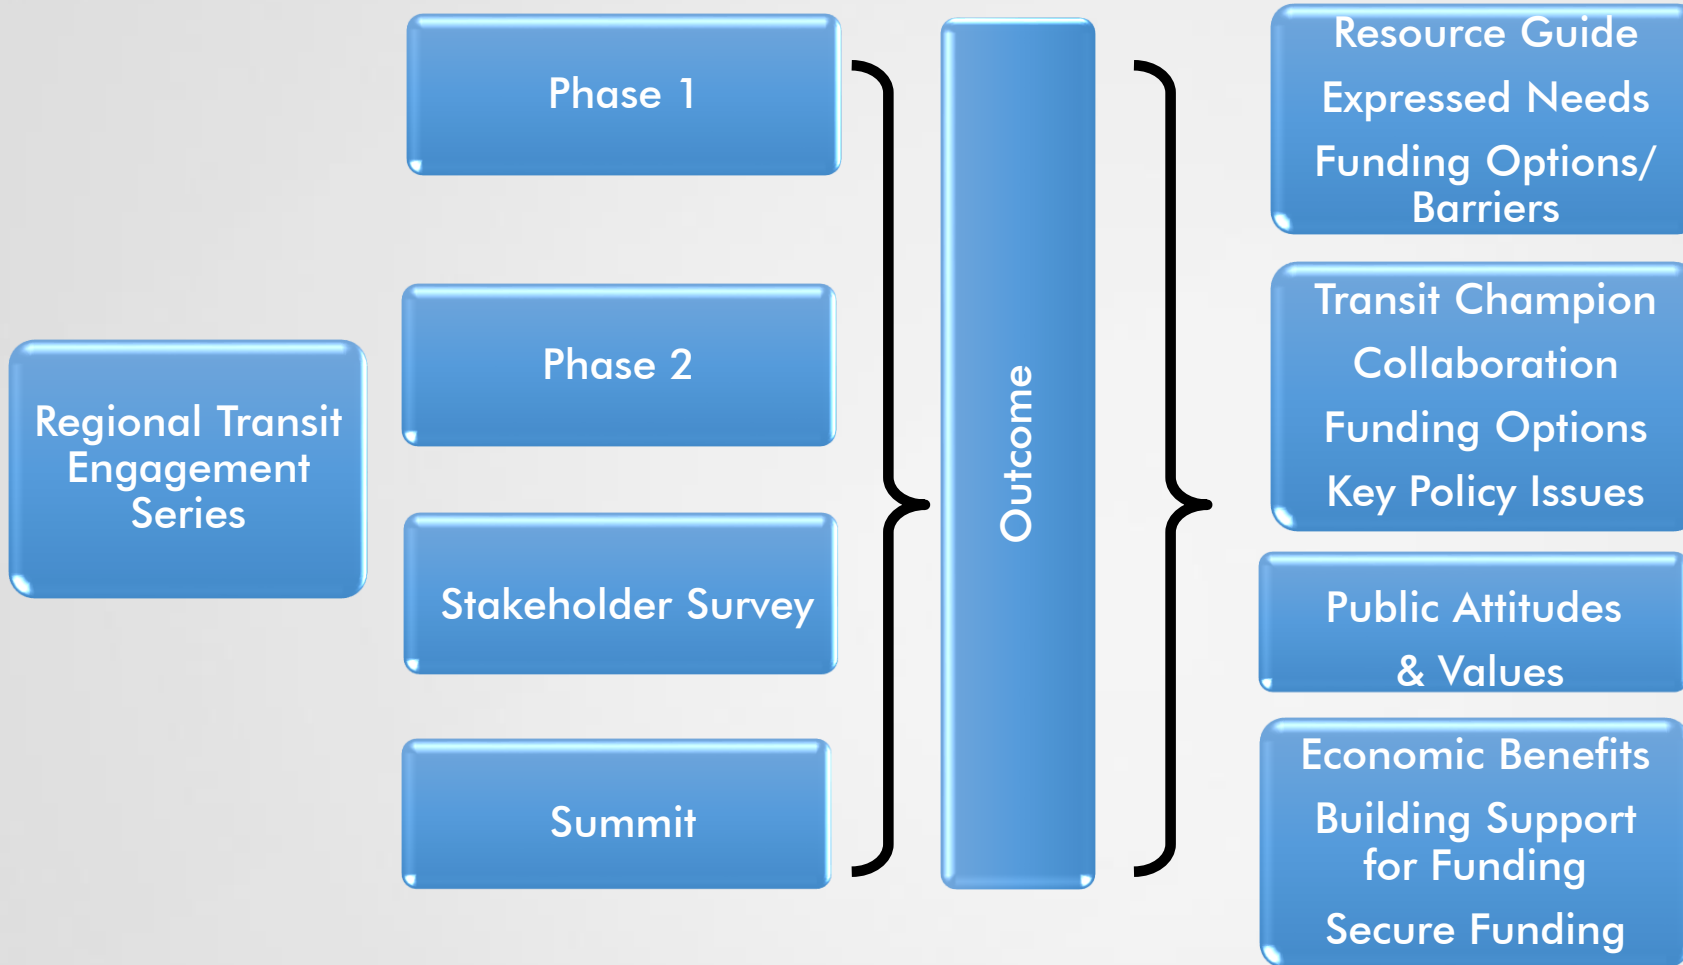 Regional Transit
Engagement
Series
Phase 1
Phase 2
Stakeholder Survey
Summit
Outcome
Resource Guide
Expressed Needs
Funding Options/
Barriers
Transit Champion
Collaboration
Funding Options
Key Policy Issues
Public Attitudes
& Values
Economic Benefits
Building Support
for Funding
Secure Funding